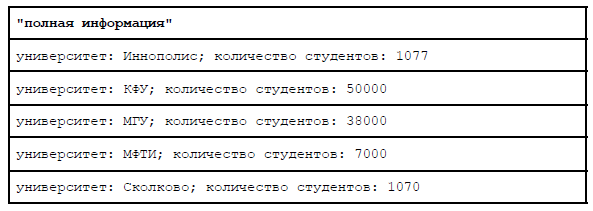 "полная информация"
университет: Иннополис; количество студентов: 1077
университет: КФУ; количество студентов: 50000
университет: МГУ; количество студентов: 38000
университет: МФТИ; количество студентов: 7000
университет: Сколково; количество студентов: 1070